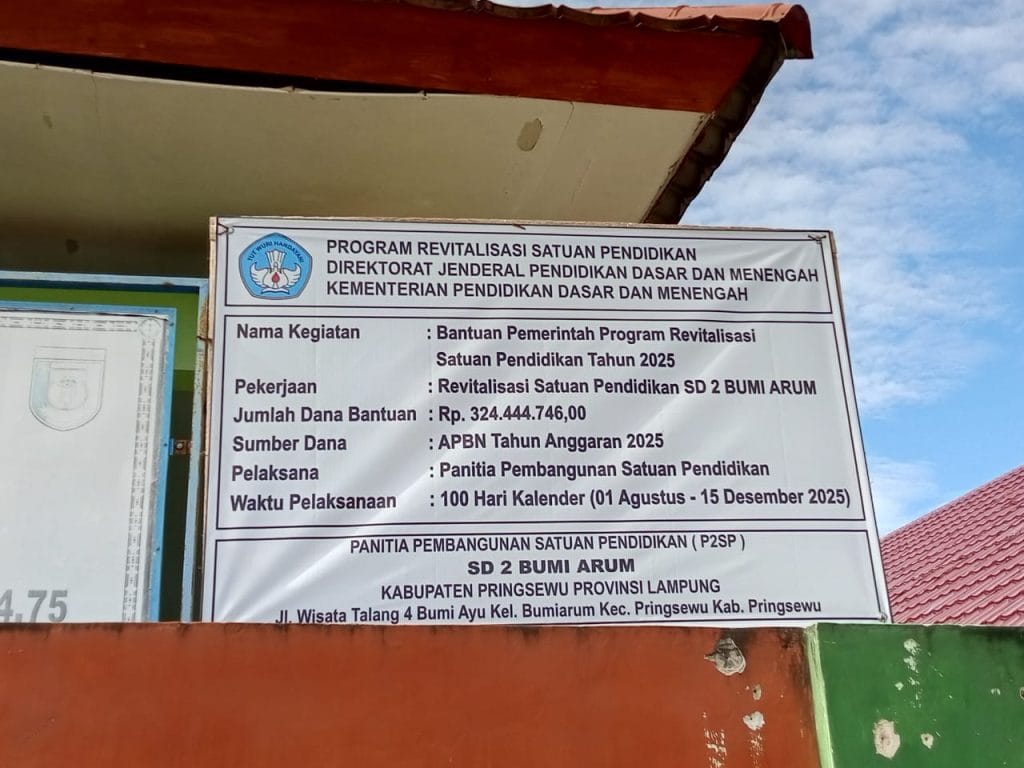 TUT WURI HANDAYANI
PROGRAM REVITALISASI SATUAN PENDIDIKAN
DIREKTORAT JENDERAL PENDIDIKAN DASAR DAN MENENGAH
KEMENTERIAN PENDIDIKAN DASAR DAN MENENGAH
Nama Kegiatan : Bantuan Pemerintah Program Revitalisasi
Satuan Pendidikan Tahun 2025
Pekerjaan : Revitalisasi Satuan Pendidikan SD 2 BUMI ARUM
Jumlah Dana Bantuan : Rp. 324.444.746,00
Sumber Dana : APBN Tahun Anggaran 2025
Pelaksana : Panitia Pembangunan Satuan Pendidikan
Waktu Pelaksanaan : 100 Hari Kalender (01 Agustus - 15 Desember 2025)
PANITIA PEMBANGUNAN SATUAN PENDIDIKAN ( P2SP )
SD 2 BUMI ARUM
KABUPATEN PRINGSEWU PROVINSI LAMPUNG
Jl. Wisata Talang 4 Bumi Ayu Kel. Bumiarum Kec. Pringsewu Kab. Pringsewu
4.75